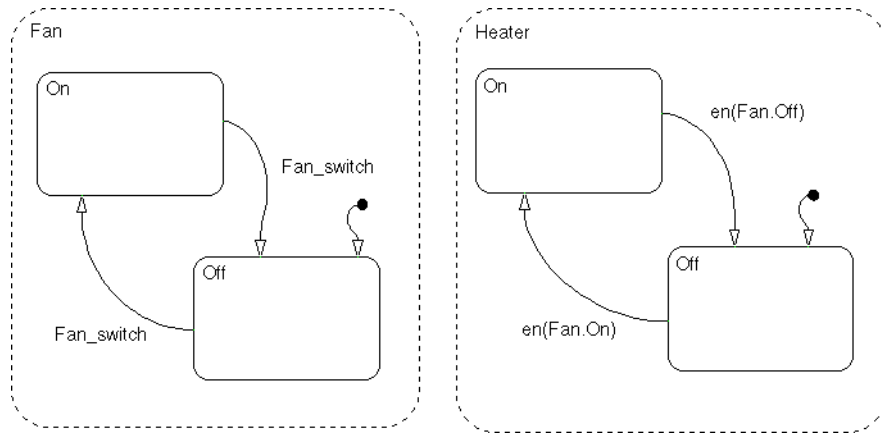 Fan
On
Fan_switch
Off
Fan_switch
Heater
On
en(Fan.Off)
Off
en(Fan.On)